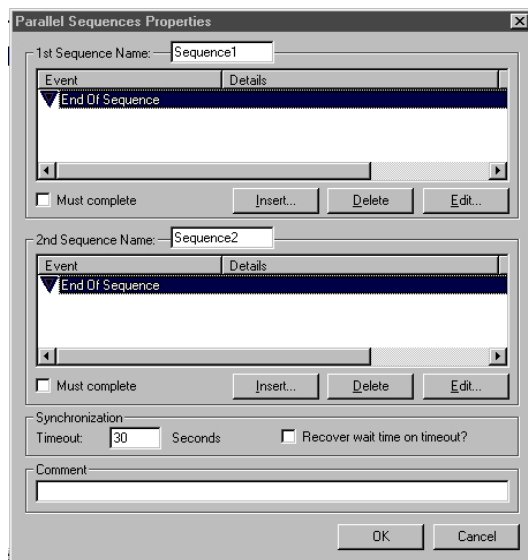 Parallel Sequences Properties
1st Sequence Name: Sequence1
Event Details
End Of Sequence
Must complete Insert... Delete Edit...
2nd Sequence Name: Sequence2
Event Details
End Of Sequence
Must complete Insert... Delete Edit...
Synchronization
Timeout: 30 Seconds Recover wait time on timeout?
Comment
OK Cancel